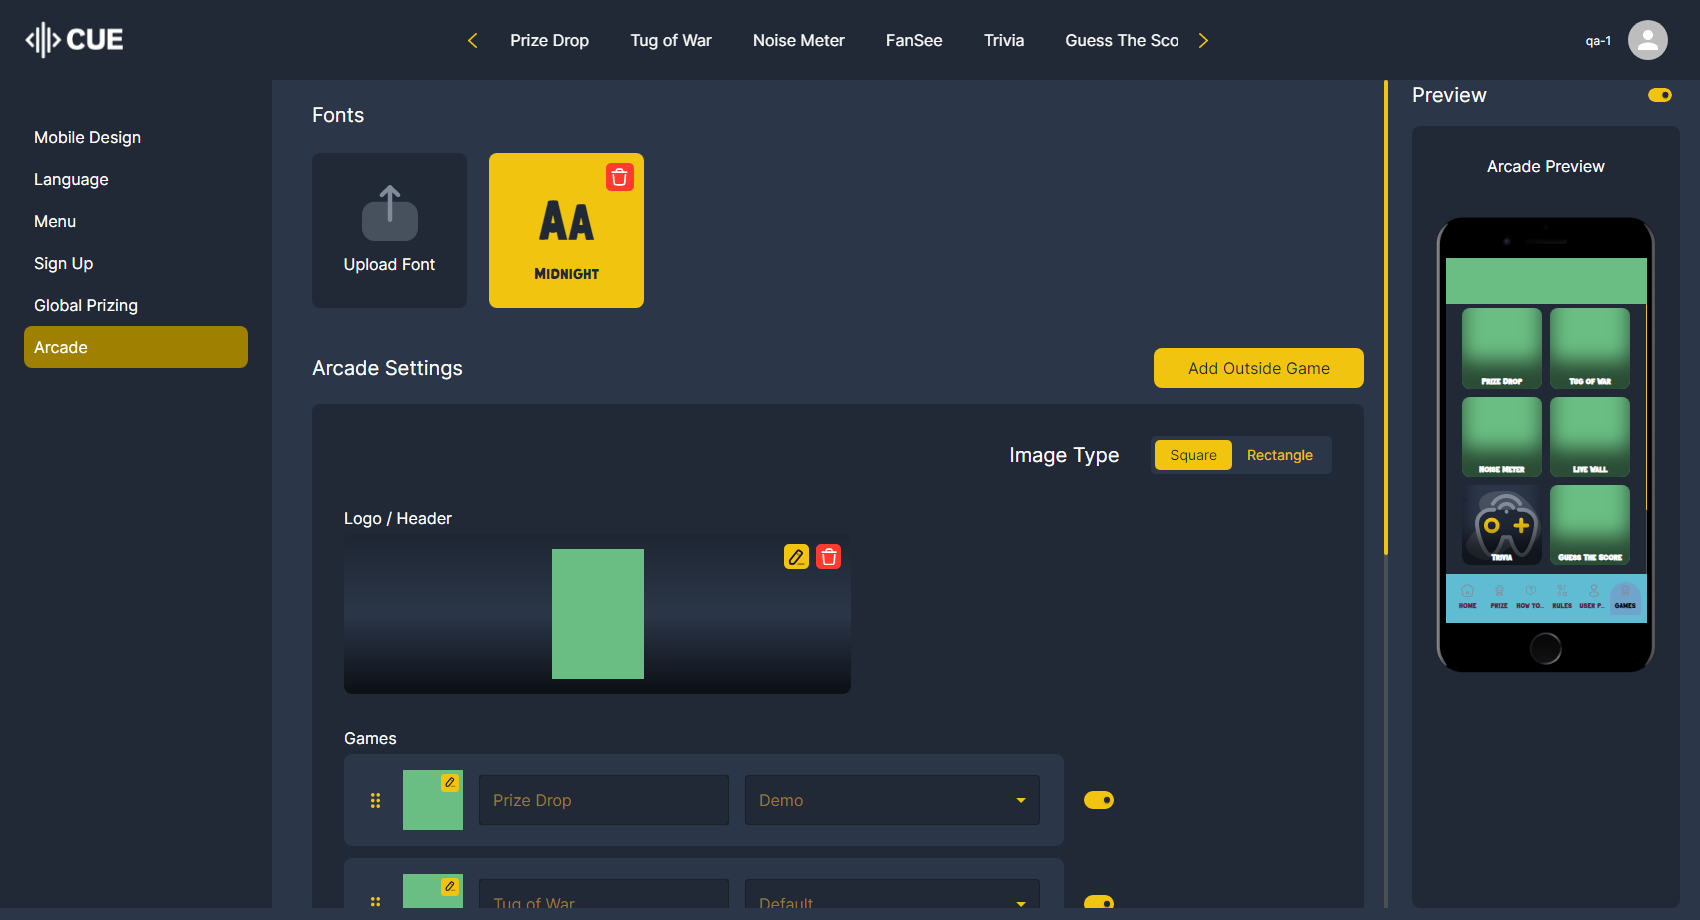 CUE
Prize Drop
Tug of War
Noise Meter
FanSee
Trivia
Guess The Sco
qa-1
Mobile Design
Language
Menu
Sign Up
Global Prizing
Arcade
Fonts
Upload Font
AA
MIDNIGHT
Arcade Settings
Add Outside Game
Image Type
Square
Rectangle
Logo / Header
Games
Prize Drop
Demo
Tug of War
Default
Preview
Arcade Preview
PRIZE DROP
TUG OF WAR
NOISE METER
LIVE WALL
TRIVIA
GUESS THE SCORE
HOME
PRIZE
HOW TO..
RULES
USER P..
GAMES